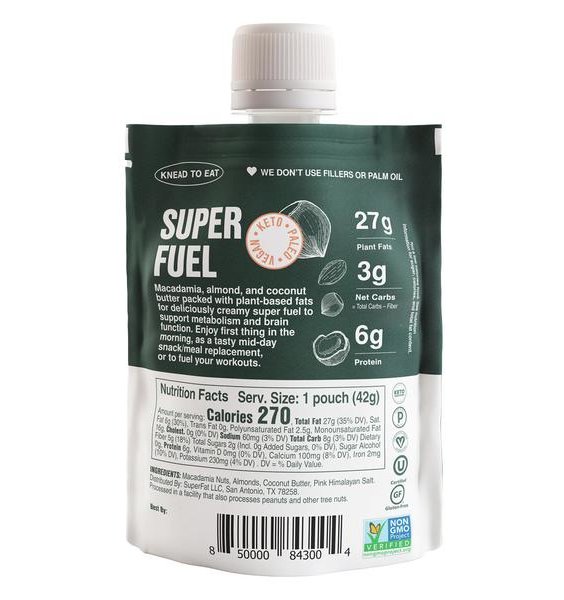 KNEAD TO EAT
♥ WE DON'T USE FILLERS OR PALM OIL
SUPER
FUEL
VEGAN • KETO • PALEO •
27g
Plant Fats
3g
Net Carbs
= Total Carbs – Fiber
6g
Protein
Macadamia, almond, and coconut
butter packed with plant-based fats
for deliciously creamy super fuel to
support metabolism and brain
function. Enjoy first thing in the
morning, as a tasty mid-day
snack/meal replacement,
or to fuel your workouts.
Nutrition Facts Serv. Size: 1 pouch (42g)
Amount per serving: Calories 270, Total Fat 27g (35% DV), Sat.
Fat 6g (30%), Trans Fat 0g, Polyunsaturated Fat 2.5g, Monounsaturated Fat
16g, Cholest. 0g (0% DV) Sodium 60mg (3% DV) Total Carb 8g (3% DV) Dietary
Fiber 5g (18%) Total Sugars 2g (Incl. 0g Added Sugars, 0% DV), Sugar Alcohol
0g, Protein 6g, Vitamin D 0mg (0% DV), Calcium 100mg (8% DV), Iron 2mg
(10% DV), Potassium 230mg (4% DV) . DV = % Daily Value.
INGREDIENTS: Macadamia Nuts, Almonds, Coconut Butter, Pink Himalayan Salt.
Distributed By: SuperFat LLC, San Antonio, TX 78258.
Processed in a facility that also processes peanuts and other tree nuts.
Best By:
KETO
P
V
U
Certified
GF
Gluten-Free
8 50000 84300 4
NON
GMO
Project
VERIFIED
nongmoproject.org